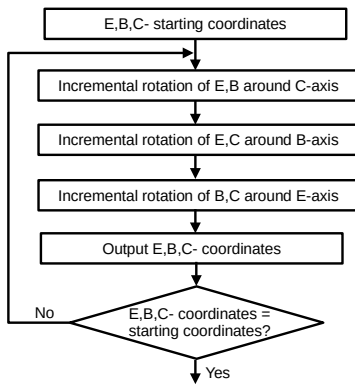 E,B,C- starting coordinates
Incremental rotation of E,B around C-axis
Incremental rotation of E,C around B-axis
Incremental rotation of B,C around E-axis
Output E,B,C- coordinates
No
E,B,C- coordinates =
starting coordinates?
Yes